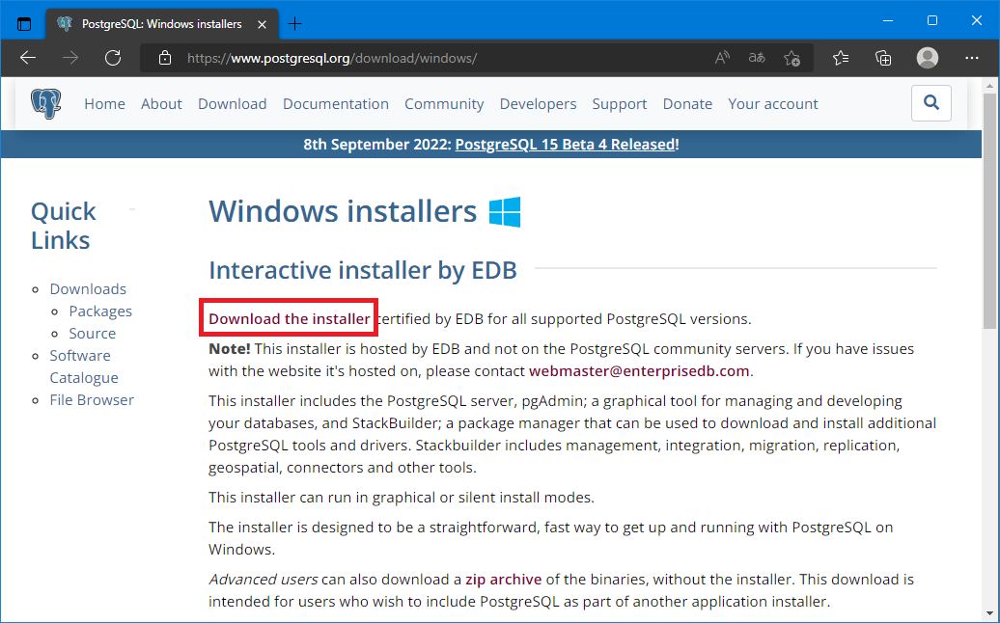 PostgreSQL: Windows installers
https://www.postgresql.org/download/windows/
Home About Download Documentation Community Developers Support Donate Your account
8th September 2022: PostgreSQL 15 Beta 4 Released!
Quick
Links
Downloads
Packages
Source
Software
Catalogue
File Browser
Windows installers
Interactive installer by EDB
Download the installer certified by EDB for all supported PostgreSQL versions.
Note! This installer is hosted by EDB and not on the PostgreSQL community servers. If you have issues
with the website it's hosted on, please contact webmaster@enterprisedb.com.
This installer includes the PostgreSQL server, pgAdmin; a graphical tool for managing and developing
your databases, and StackBuilder; a package manager that can be used to download and install additional
PostgreSQL tools and drivers. Stackbuilder includes management, integration, migration, replication,
geospatial, connectors and other tools.
This installer can run in graphical or silent install modes.
The installer is designed to be a straightforward, fast way to get up and running with PostgreSQL on
Windows.
Advanced users can also download a zip archive of the binaries, without the installer. This download is
intended for users who wish to include PostgreSQL as part of another application installer.